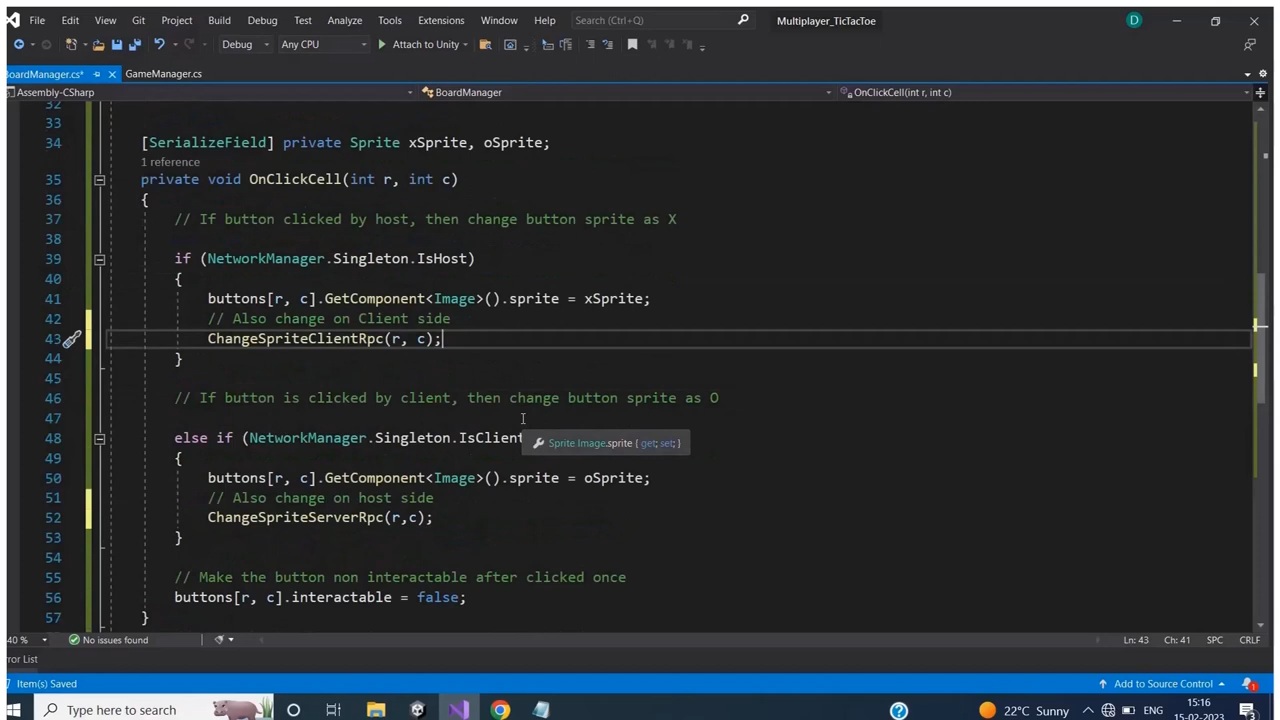 File Edit View Git Project Build Debug Test Analyze Tools Extensions Window Help Search (Ctrl+Q) Multiplayer_TicTacToe D
Debug Any CPU Attach to Unity
BoardManager.cs* GameManager.cs
Assembly-CSharp BoardManager OnClickCell(int r, int c)
32
33
34 [SerializeField] private Sprite xSprite, oSprite;
1 reference
35 private void OnClickCell(int r, int c)
36 {
37 // If button clicked by host, then change button sprite as X
38
39 if (NetworkManager.Singleton.IsHost)
40 {
41 buttons[r, c].GetComponent<Image>().sprite = xSprite;
42 // Also change on Client side
43 ChangeSpriteClientRpc(r, c);
44 }
45
46 // If button is clicked by client, then change button sprite as O
47
48 else if (NetworkManager.Singleton.IsClient
Sprite Image.sprite { get; set; }
49 {
50 buttons[r, c].GetComponent<Image>().sprite = oSprite;
51 // Also change on host side
52 ChangeSpriteServerRpc(r,c);
53 }
54
55 // Make the button non interactable after clicked once
56 buttons[r, c].interactable = false;
57 }
40 % No issues found Ln: 43 Ch: 41 SPC CRLF
rror List
Item(s) Saved Add to Source Control 1
Type here to search 22°C Sunny ENG 15:16
15-02-2023 3